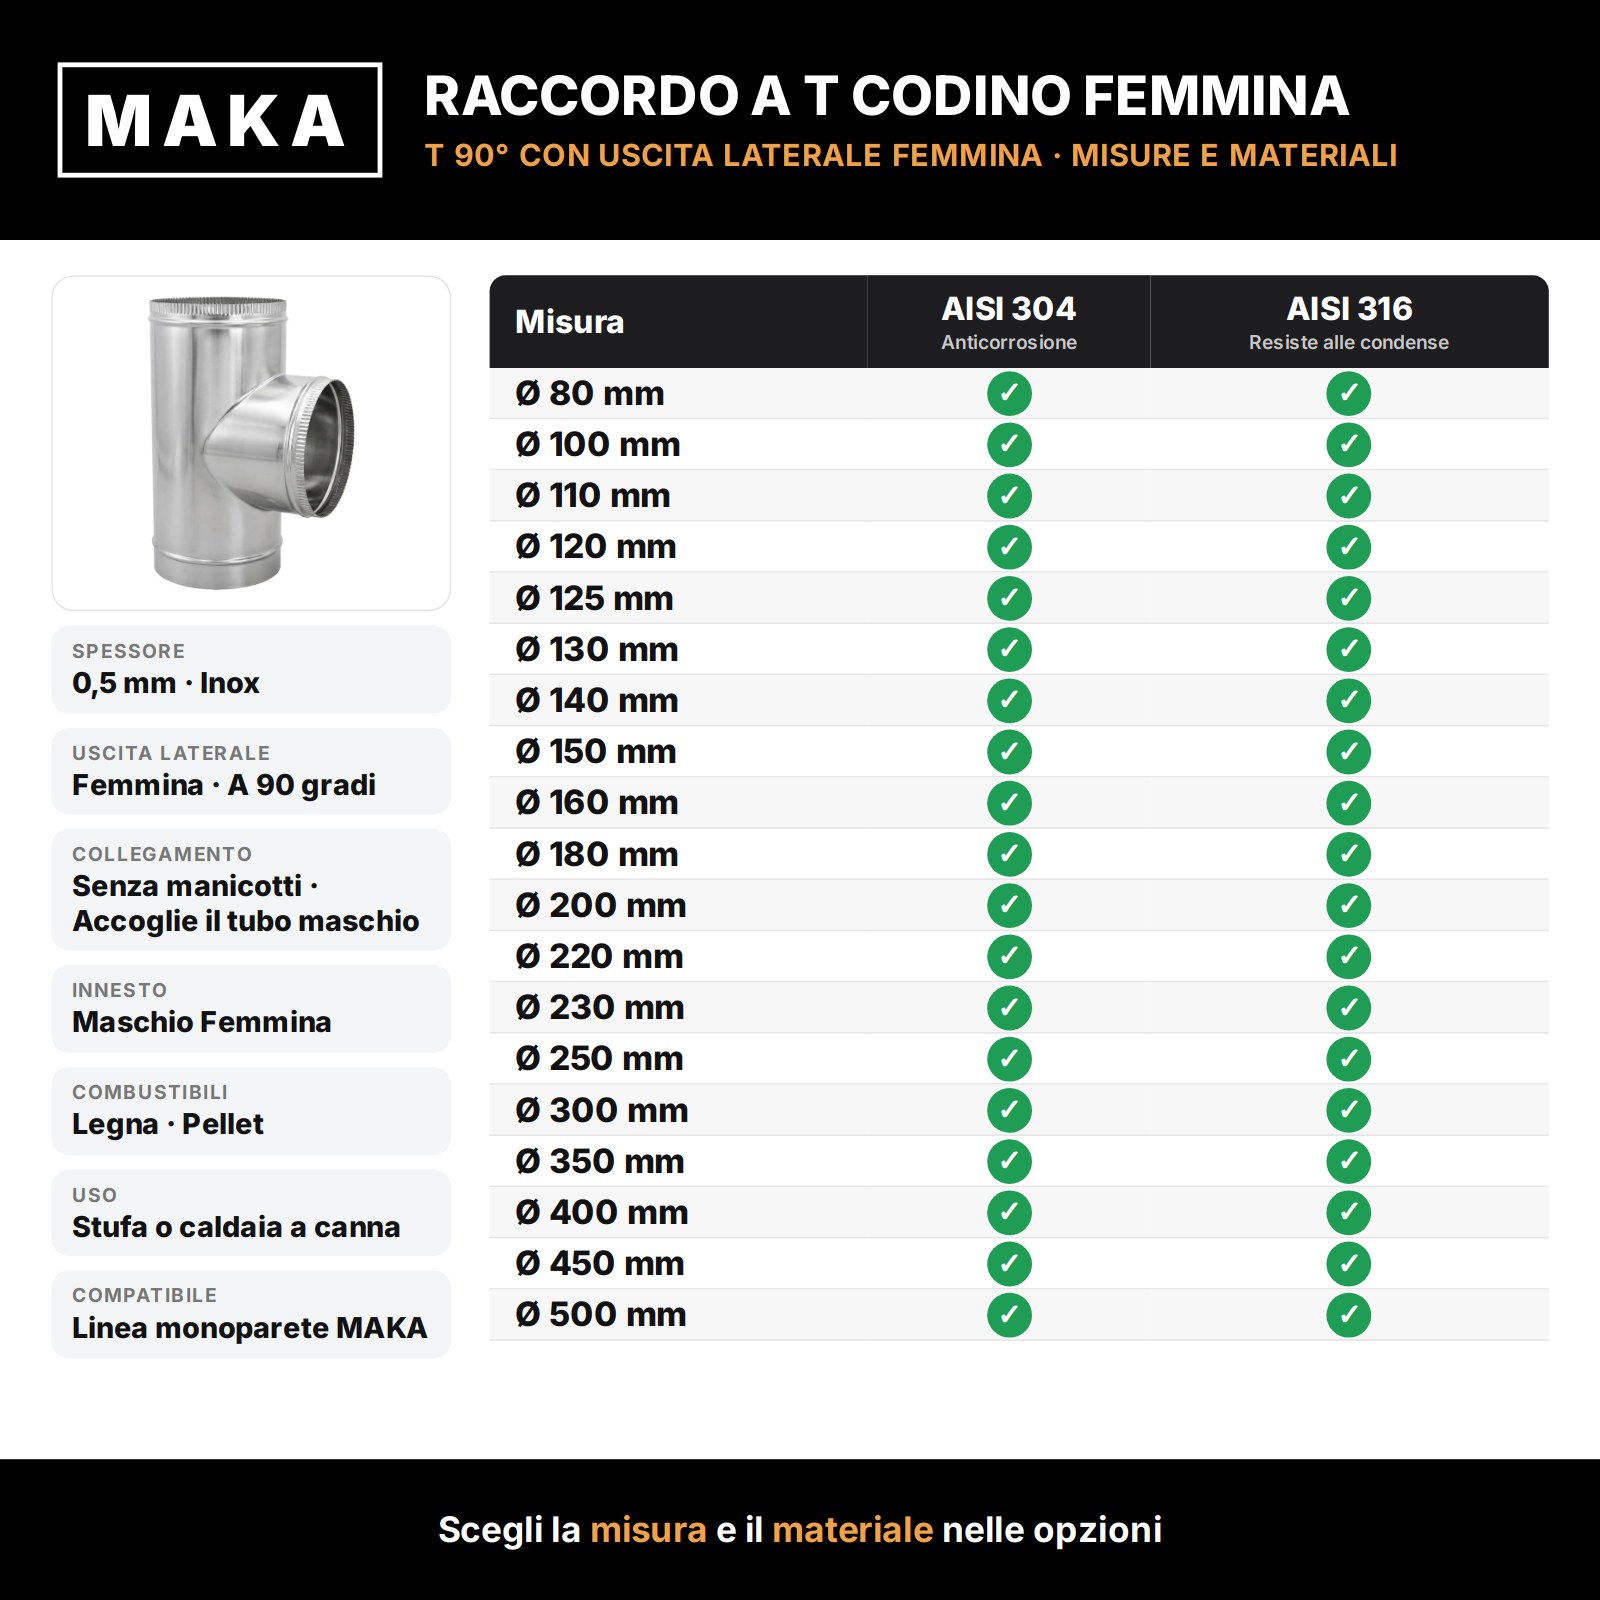 MAKA
RACCORDO A T CODINO FEMMINA
T 90° CON USCITA LATERALE FEMMINA · MISURE E MATERIALI
SPESSORE
0,5 mm · Inox
USCITA LATERALE
Femmina · A 90 gradi
COLLEGAMENTO
Senza manicotti ·
Accoglie il tubo maschio
INNESTO
Maschio Femmina
COMBUSTIBILI
Legna · Pellet
USO
Stufa o caldaia a canna
COMPATIBILE
Linea monoparete MAKA
Misura AISI 304 AISI 316
Anticorrosione Resiste alle condense
Ø 80 mm ✓ ✓
Ø 100 mm ✓ ✓
Ø 110 mm ✓ ✓
Ø 120 mm ✓ ✓
Ø 125 mm ✓ ✓
Ø 130 mm ✓ ✓
Ø 140 mm ✓ ✓
Ø 150 mm ✓ ✓
Ø 160 mm ✓ ✓
Ø 180 mm ✓ ✓
Ø 200 mm ✓ ✓
Ø 220 mm ✓ ✓
Ø 230 mm ✓ ✓
Ø 250 mm ✓ ✓
Ø 300 mm ✓ ✓
Ø 350 mm ✓ ✓
Ø 400 mm ✓ ✓
Ø 450 mm ✓ ✓
Ø 500 mm ✓ ✓
Scegli la misura e il materiale nelle opzioni